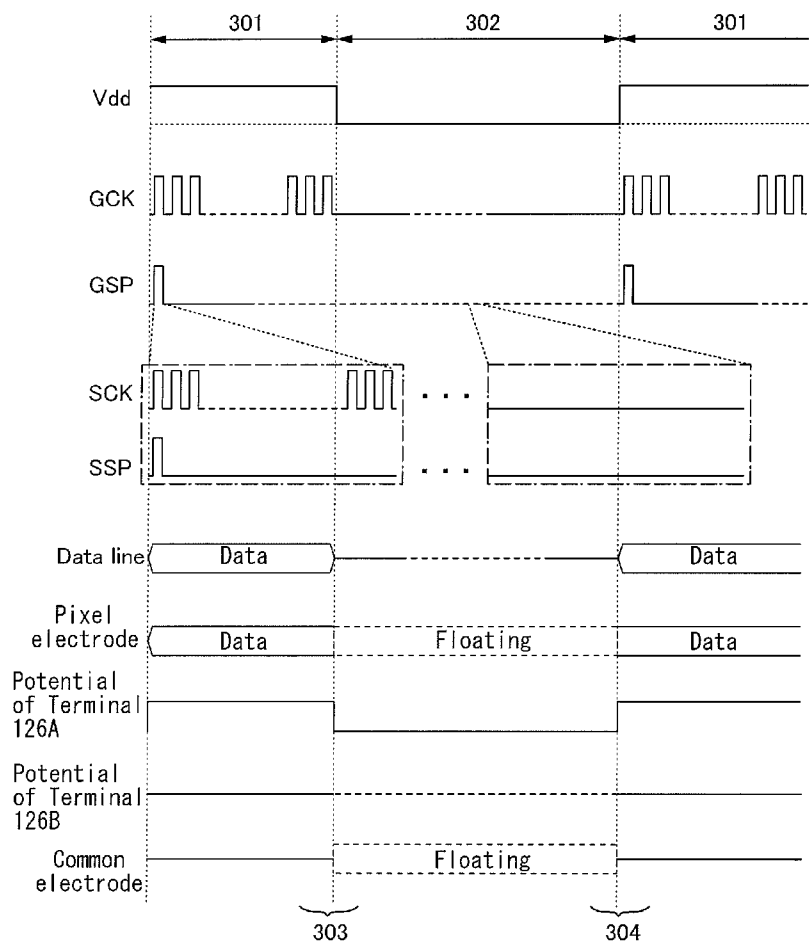 301 302 301
Vdd
GCK
GSP
SCK
SSP
Data line Data Data
Pixel
electrode Data Floating Data
Potential
of Terminal
126A
Potential
of Terminal
126B
Common
electrode Floating
303 304